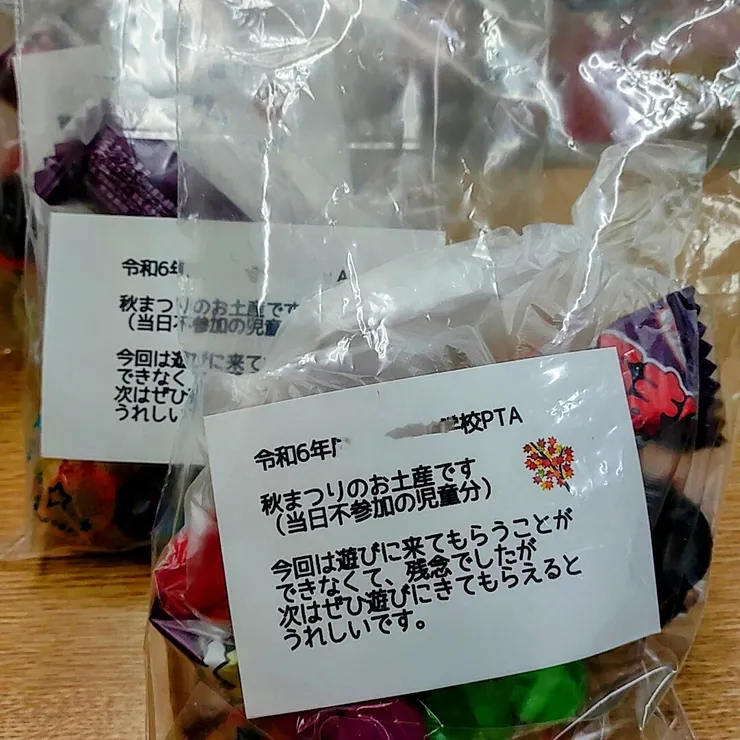 令和6年
秋まつりのお土産です
（当日不参加の児童
今回は遊びに来て
できなく
次はぜひ
うれしい
令和6年 校PTA
秋まつりのお土産です
（当日不参加の児童分）
今回は遊びに来てもらうことが
できなくて、残念でしたが
次はぜひ遊びにきてもらえると
うれしいです。